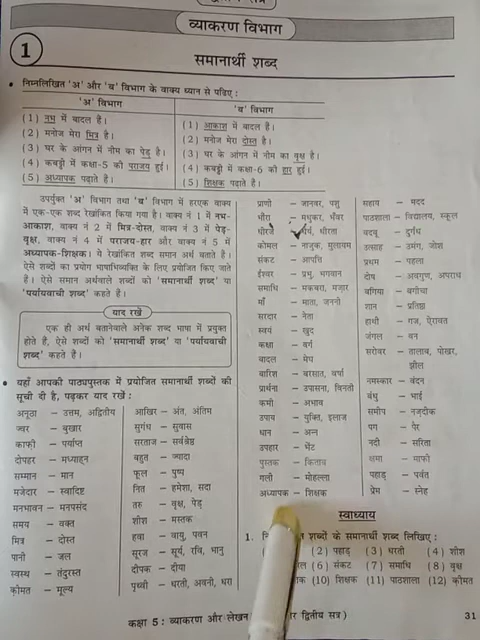 व्याकरण विभाग
1
समानार्थी शब्द
• निम्नलिखित 'अ' और 'ब' विभाग के वाक्य ध्यान से पढ़िए :
'अ' विभाग
'ब' विभाग
(1) नभ में बादल हैं।
(1) आकाश में बादल हैं।
(2) मनोज मेरा मित्र है।
(2) मनोज मेरा दोस्त है।
(3) घर के आंगन में नीम का पेड़ है।
(3) घर के आंगन में नीम का वृक्ष है।
(4) कबड्डी में कक्षा-5 की पराजय हुई।
(4) कबड्डी में कक्षा-6 की हार हुई।
(5) अध्यापक पढ़ाते हैं।
(5) शिक्षक पढ़ाते हैं।
उपर्युक्त 'अ' विभाग तथा 'ब' विभाग में हरएक वाक्य
में एक-एक शब्द रेखांकित किया गया है। वाक्य नं 1 में नभ-
आकाश, वाक्य नं 2 में मित्र-दोस्त, वाक्य नं 3 में पेड़-
वृक्ष, वाक्य नं 4 में पराजय-हार और वाक्य नं 5 में
अध्यापक-शिक्षक। ये रेखांकित शब्द समान अर्थ बताते हैं।
ऐसे शब्दों का प्रयोग भाषाभिव्यक्ति के लिए प्रयोजित किए जाते
हैं। ऐसे समान अर्थवाले शब्दों को 'समानार्थी शब्द' या
'पर्यायवाची शब्द' कहते हैं।
याद रखें
एक ही अर्थ बतानेवाले अनेक शब्द भाषा में प्रयुक्त
होते हैं, ऐसे शब्दों को 'समानार्थी शब्द' या 'पर्यायवाची
शब्द' कहते हैं।
• यहाँ आपकी पाठ्यपुस्तक में प्रयोजित समानार्थी शब्दों की
सूची दी है, पढ़कर याद रखें :
अनूठा – उत्तम, अद्वितीय
ज्वर – बुखार
काफी – पर्याप्त
दोपहर – मध्याह्न
सम्मान – मान
मजेदार – स्वादिष्ट
मनभावन – मनपसंद
समय – वक्त
मित्र – दोस्त
पानी – जल
स्वस्थ – तंदुरस्त
कीमत – मूल्य
आखिर – अंत, अंतिम
सुगंध – सुवास
सरताज – सर्वश्रेष्ठ
बहुत – ज्यादा
फूल – पुष्प
नित – हमेशा, सदा
तरु – वृक्ष, पेड़
शीश – मस्तक
हवा – वायु, पवन
सूरज – सूर्य, रवि, भानु
दीपक – दीया
पृथ्वी – धरती, अवनी, धरा
प्राणी – जानवर, पशु
भौंरा – मधुकर, भँवर
धीरज – धैर्य, धीरता
कोमल – नाजुक, मुलायम
संकट – आपत्ति
ईश्वर – प्रभु, भगवान
समाधि – मकबरा, मज़ार
माँ – माता, जननी
सरदार – नेता
स्वयं – खुद
कक्षा – वर्ग
बादल – मेघ
बारिश – बरसात, वर्षा
प्रार्थना – उपासना, विनती
कमी – अभाव
उपाय – युक्ति, इलाज
धान – अन्न
उपहार – भेंट
पुस्तक – किताब
गली – मोहल्ला
अध्यापक – शिक्षक
सहाय – मदद
पाठशाला – विद्यालय, स्कूल
बदबू – दुर्गंध
उत्साह – उमंग, जोश
प्रथम – पहला
दोष – अवगुण, अपराध
बगिया – बगीचा
शान – प्रतिष्ठा
हाथी – गज, ऐरावत
जंगल – वन
सरोवर – तालाब, पोखर,
झील
नमस्कार – वंदन
बंधु – भाई
समीप – नज़दीक
पग – पैर
नदी – सरिता
क्षमा – माफी
पहाड़ – पर्वत
प्रेम – स्नेह
स्वाध्याय
1. शब्दों के समानार्थी शब्द लिखिए :
(2) पहाड़ (3) धरती (4) शीश
(6) संकट (7) समाधि (8) वृक्ष
(10) शिक्षक (11) पाठशाला (12) कीमत
कक्षा 5 : व्याकरण और लेखन द्वितीय सत्र)
31